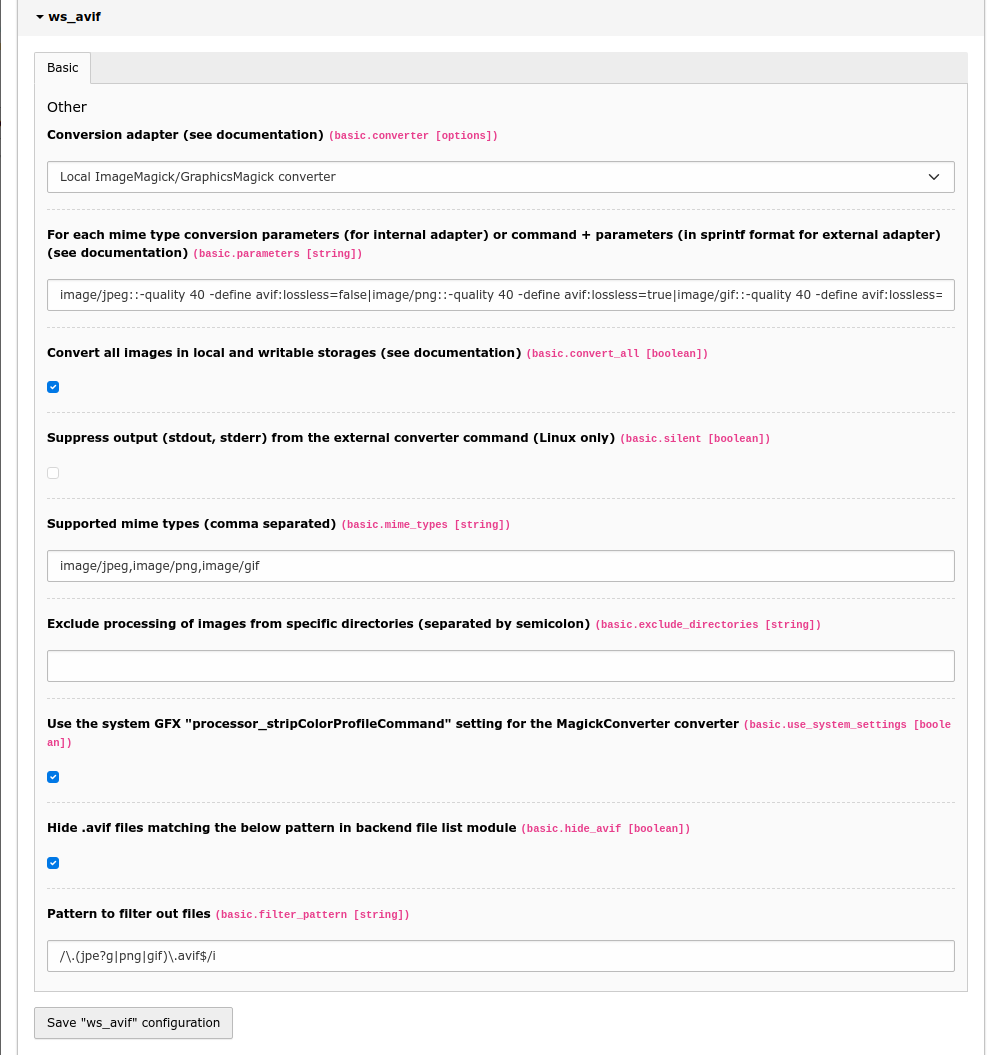 ws_avif
Basic
Other
Conversion adapter (see documentation) (basic.converter [options])
Local ImageMagick/GraphicsMagick converter
For each mime type conversion parameters (for internal adapter) or command + parameters (in sprintf format for external adapter)
(see documentation) (basic.parameters [string])
image/jpeg::-quality 40 -define avif:lossless=false|image/png::-quality 40 -define avif:lossless=true|image/gif::-quality 40 -define avif:lossless=
Convert all images in local and writable storages (see documentation) (basic.convert_all [boolean])
Suppress output (stdout, stderr) from the external converter command (Linux only) (basic.silent [boolean])
Supported mime types (comma separated) (basic.mime_types [string])
image/jpeg,image/png,image/gif
Exclude processing of images from specific directories (separated by semicolon) (basic.exclude_directories [string])
Use the system GFX "processor_stripColorProfileCommand" setting for the MagickConverter converter (basic.use_system_settings [boole
an])
Hide .avif files matching the below pattern in backend file list module (basic.hide_avif [boolean])
Pattern to filter out files (basic.filter_pattern [string])
/\.(jpe?g|png|gif)\.avif$/i
Save "ws_avif" configuration